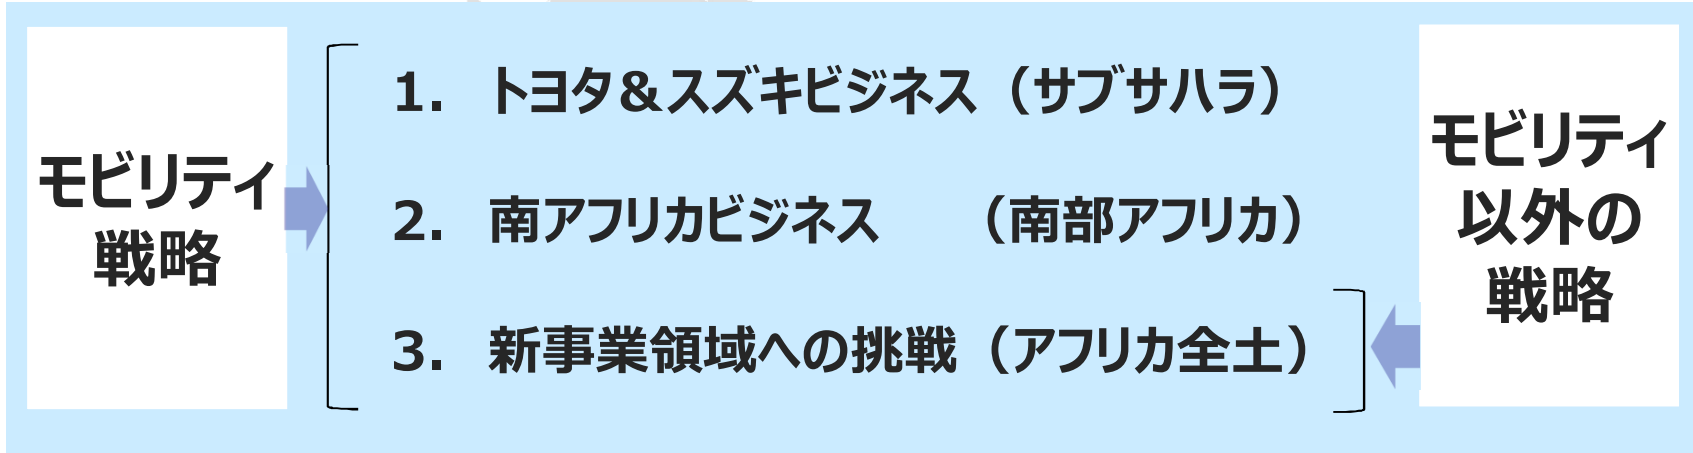 モビリティ
戦略
1. トヨタ&スズキビジネス（サブサハラ）
2. 南アフリカビジネス　　（南部アフリカ）
3. 新事業領域への挑戦（アフリカ全土）
モビリティ
以外の
戦略